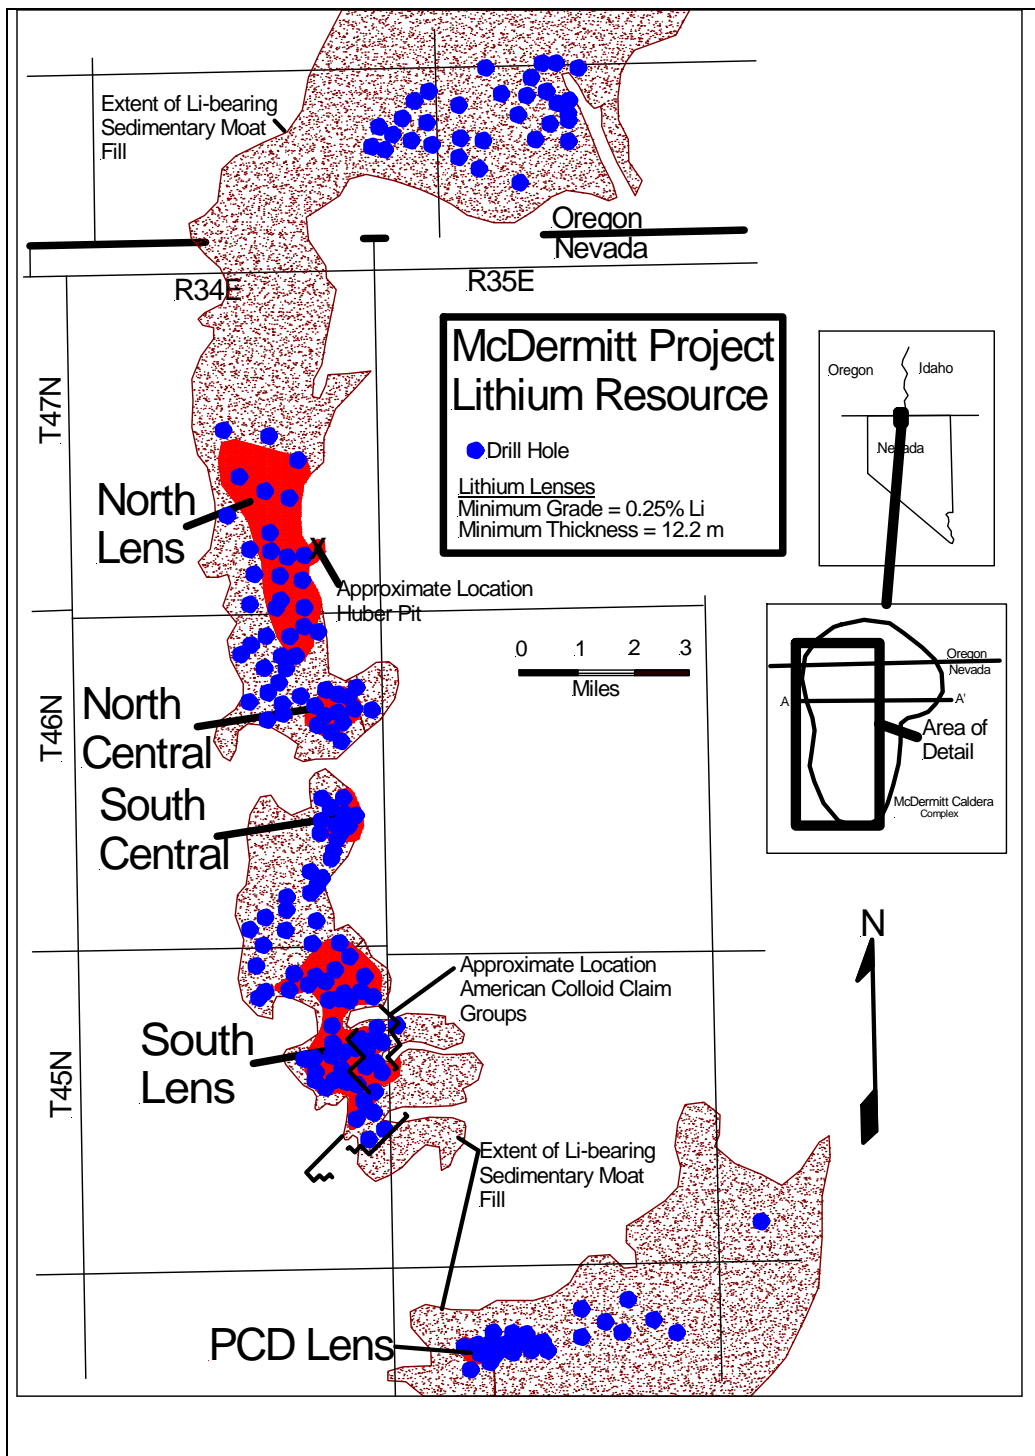 Extent of Li-bearing
Sedimentary Moat
Fill
Oregon
Nevada
R34E
R35E
McDermitt Project
Lithium Resource
Drill Hole
Lithium Lenses
Minimum Grade = 0.25% Li
Minimum Thickness = 12.2 m
Oregon
Idaho
Nevada
T47N
North
Lens
X
Approximate Location
Huber Pit
0 1 2 3
Miles
Oregon
Nevada
A
A'
Area of
Detail
McDermitt Caldera
Complex
T46N
North
Central
South
Central
N
Approximate Location
American Colloid Claim
Groups
South
Lens
T45N
Extent of Li-bearing
Sedimentary Moat
Fill
PCD Lens